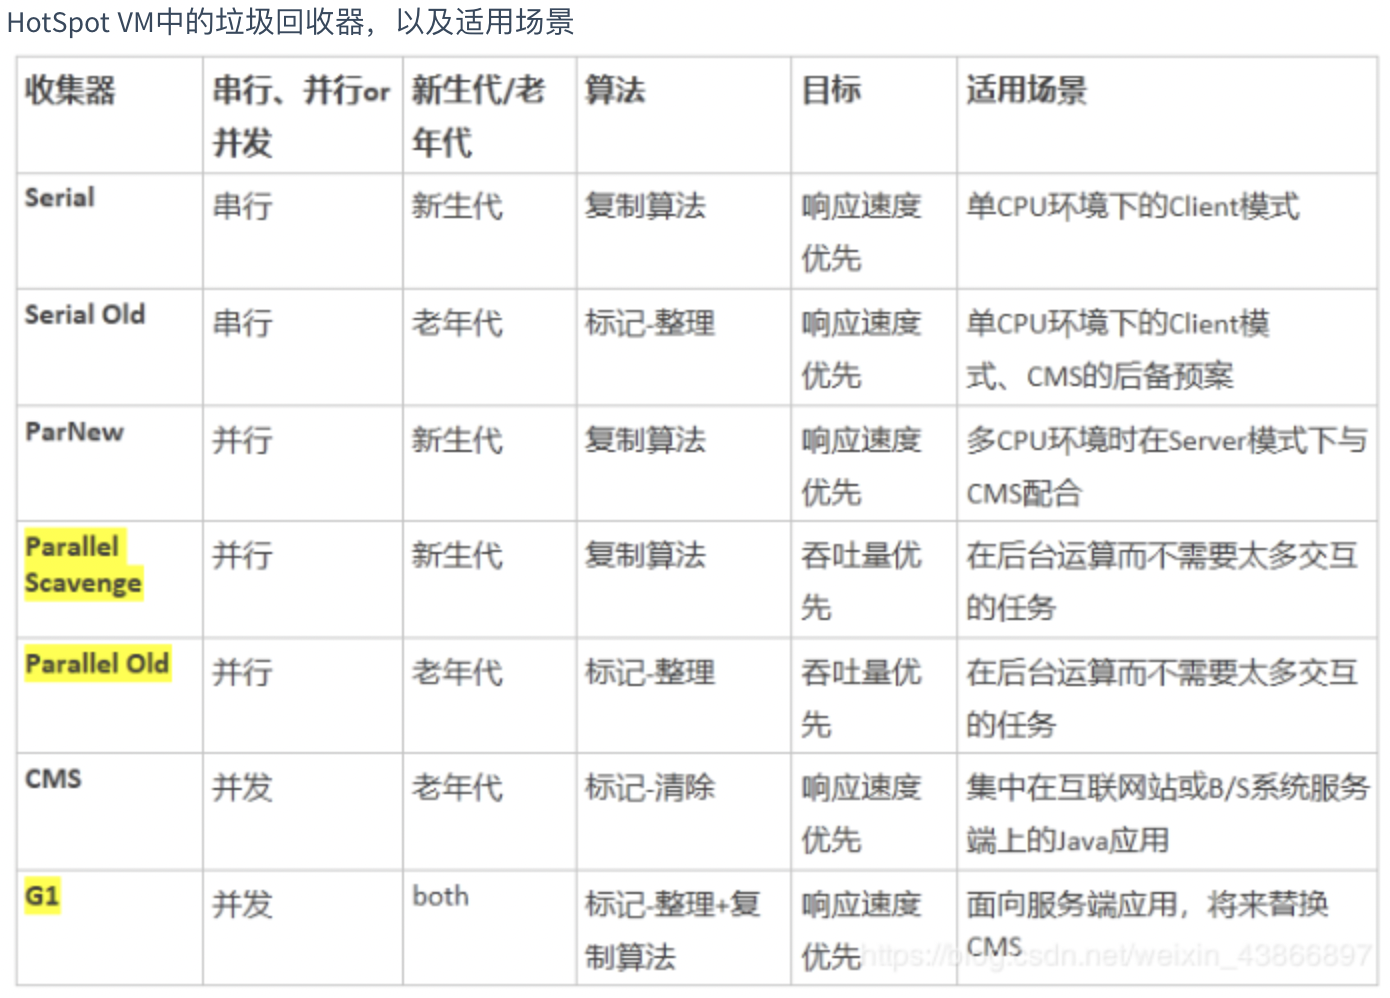 HotSpot VM中的垃圾回收器，以及适用场景
收集器 串行、并行or 新生代/老 算法 目标 适用场景
并发 年代
Serial 串行 新生代 复制算法 响应速度 单CPU环境下的Client模式
优先
Serial Old 串行 老年代 标记-整理 响应速度 单CPU环境下的Client模
优先 式、CMS的后备预案
ParNew 并行 新生代 复制算法 响应速度 多CPU环境时在Server模式下与
优先 CMS配合
Parallel 并行 新生代 复制算法 吞吐量优 在后台运算而不需要太多交互
Scavenge 先 的任务
Parallel Old 并行 老年代 标记-整理 吞吐量优 在后台运算而不需要太多交互
先 的任务
CMS 并发 老年代 标记-清除 响应速度 集中在互联网站或B/S系统服务
优先 端上的Java应用
G1 并发 both 标记-整理+复 响应速度 面向服务端应用，将来替换
制算法 优先 CMS
https://blog.csdn.net/weixin_43866897